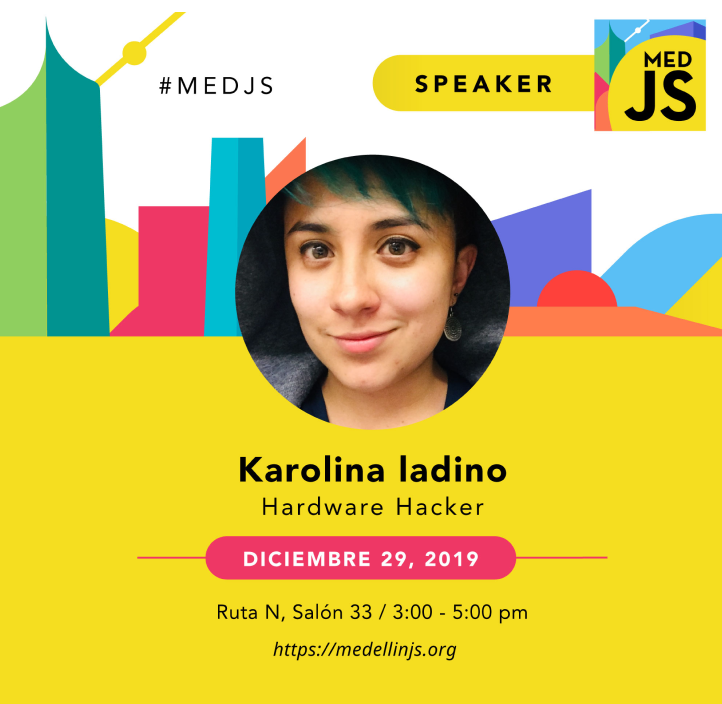 #MEDJS
SPEAKER
MED
JS
Karolina ladino
Hardware Hacker
DICIEMBRE 29, 2019
Ruta N, Salón 33 / 3:00 - 5:00 pm
https://medellinjs.org